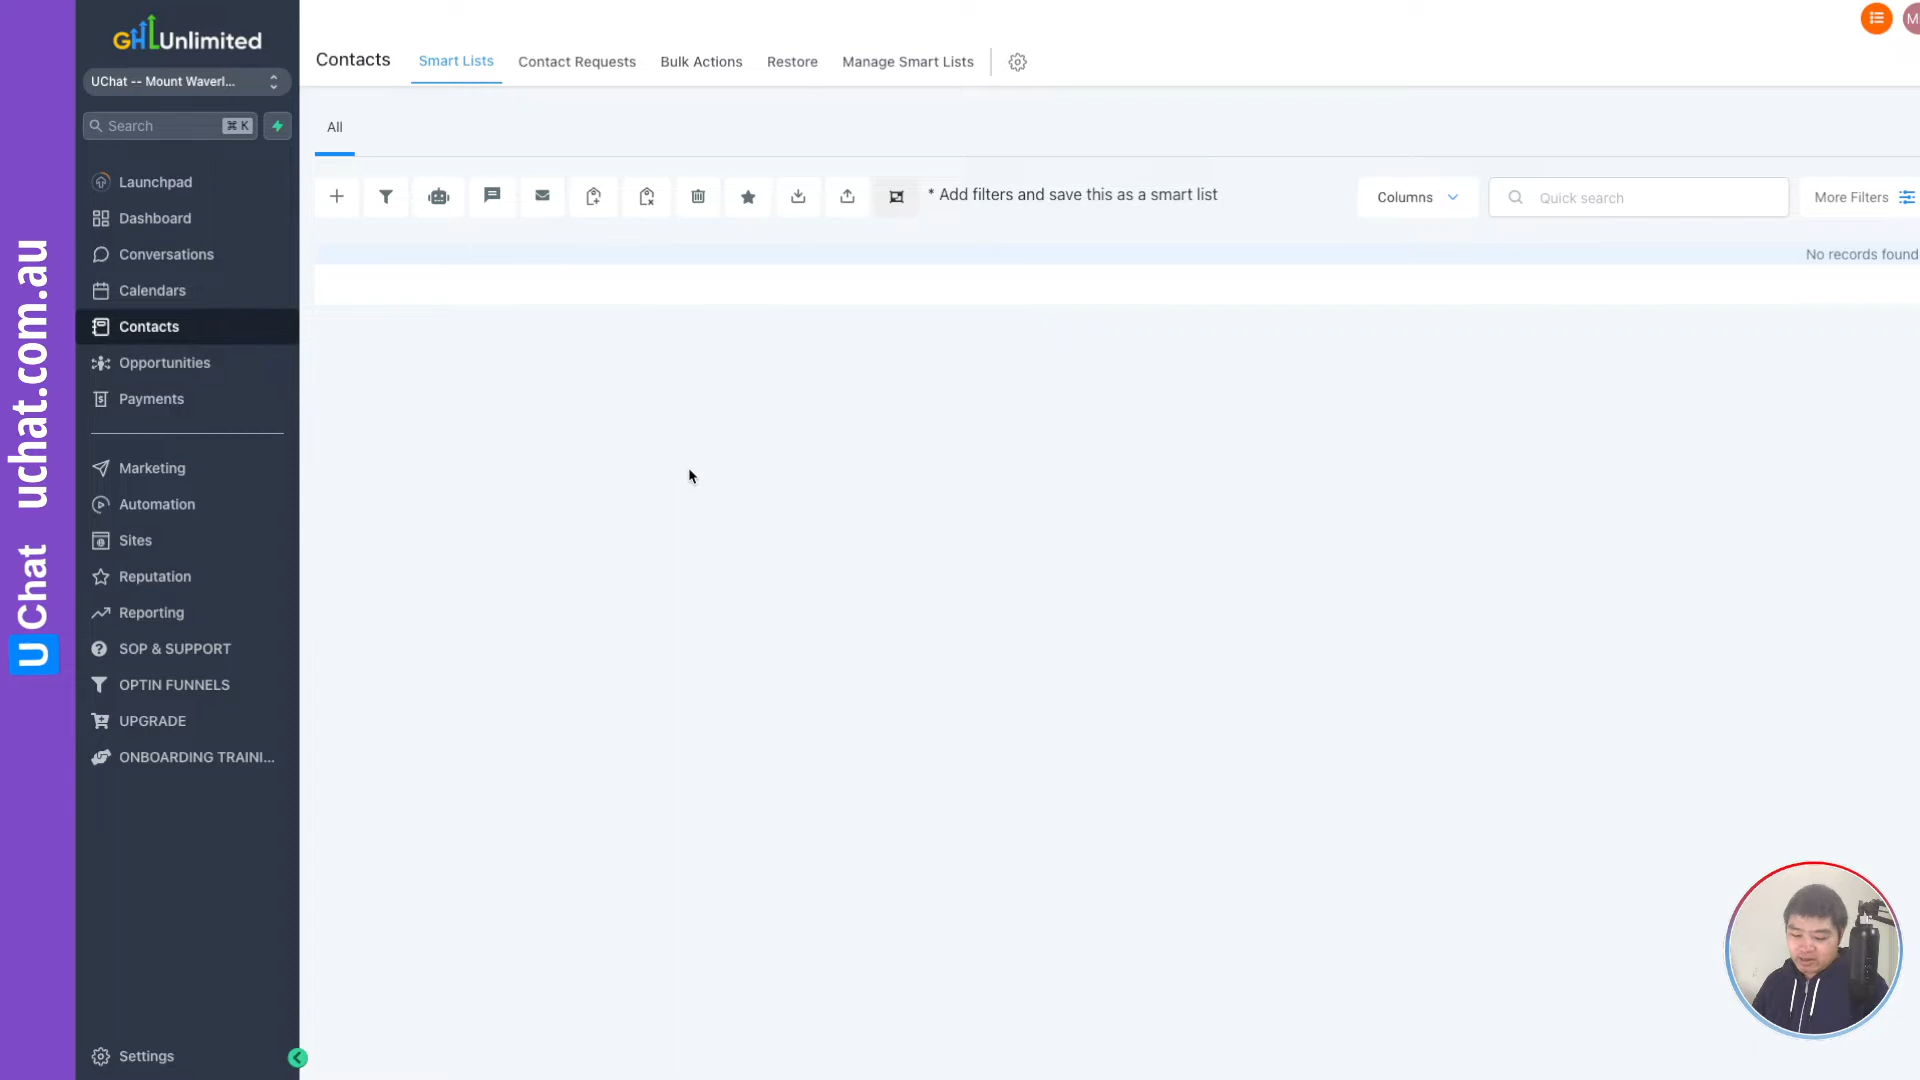 UChat uchat.com.au
GHLUnlimited
UChat -- Mount Waverl...
Search ⌘ K
Launchpad
Dashboard
Conversations
Calendars
Contacts
Opportunities
Payments
Marketing
Automation
Sites
Reputation
Reporting
SOP & SUPPORT
OPTIN FUNNELS
UPGRADE
ONBOARDING TRAINI...
Settings
Contacts Smart Lists Contact Requests Bulk Actions Restore Manage Smart Lists
M
All
* Add filters and save this as a smart list
Columns Quick search More Filters
No records found